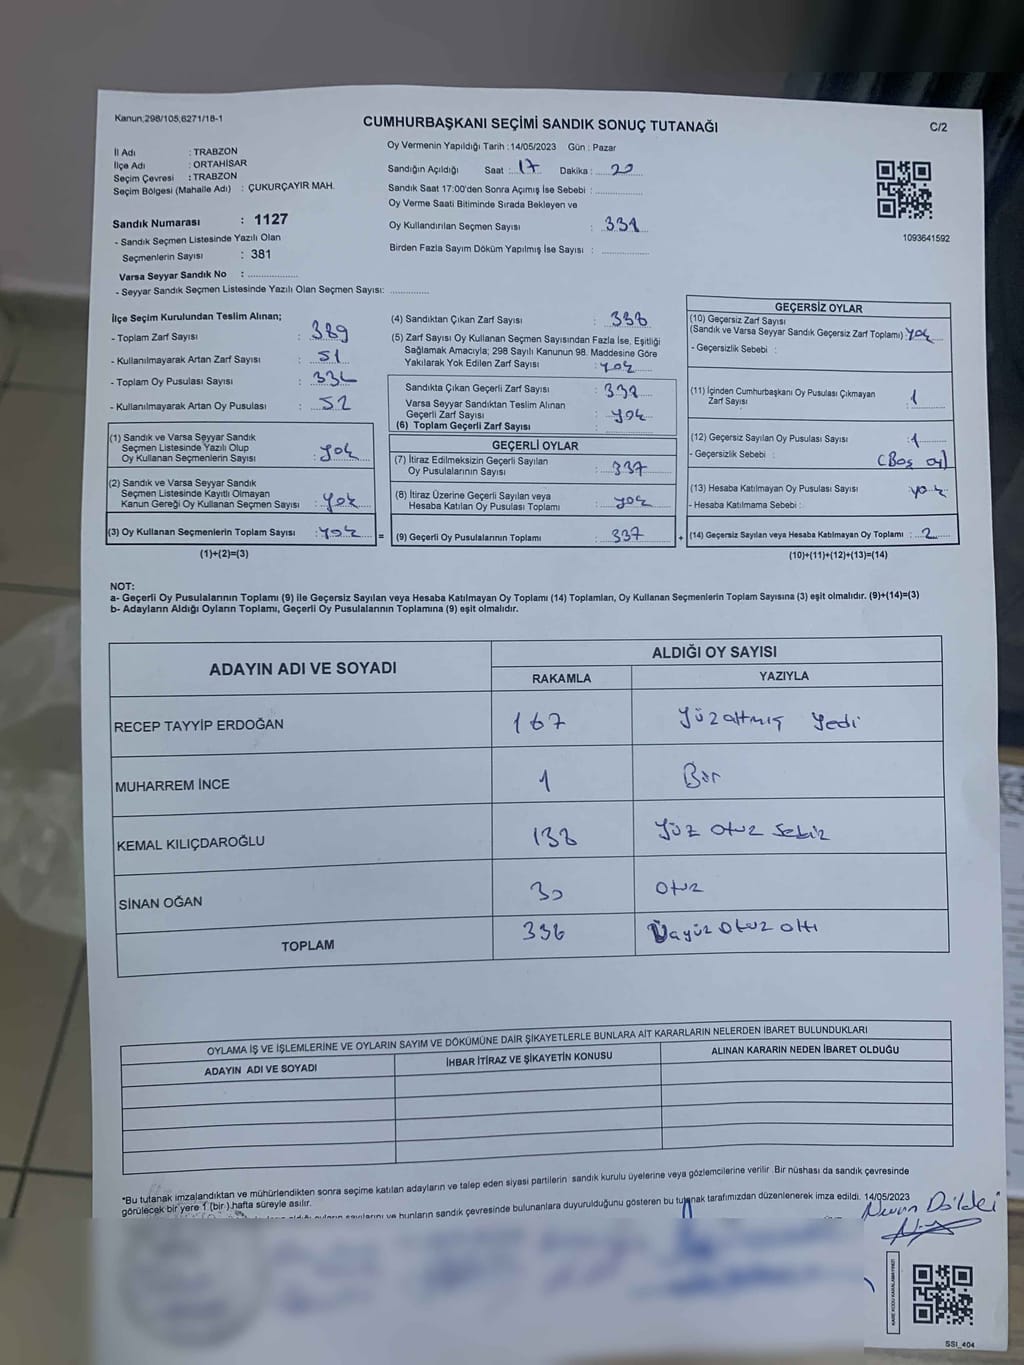 Kanun;298/105;6271/18-1
CUMHURBAŞKANI SEÇİMİ SANDIK SONUÇ TUTANAĞI
C/2
İl Adı : TRABZON
İlçe Adı : ORTAHİSAR
Seçim Çevresi : TRABZON
Seçim Bölgesi (Mahalle Adı) : ÇUKURÇAYIR MAH.
Sandık Numarası : 1127
- Sandık Seçmen Listesinde Yazılı Olan
Seçmenlerin Sayısı : 381
Varsa Seyyar Sandık No :
- Seyyar Sandık Seçmen Listesinde Yazılı Olan Seçmen Sayısı:
Oy Vermenin Yapıldığı Tarih : 14/05/2023 Gün : Pazar
Sandığın Açıldığı Saat : 17 Dakika : 20
Sandık Saat 17:00'den Sonra Açımış İse Sebebi :
Oy Verme Saati Bitiminde Sırada Bekleyen ve
Oy Kullandırılan Seçmen Sayısı :
Birden Fazla Sayım Döküm Yapılmış İse Sayısı :
1093641592
İlçe Seçim Kurulundan Teslim Alınan;
- Toplam Zarf Sayısı : 389
- Kullanılmayarak Artan Zarf Sayısı : 51
- Toplam Oy Pusulası Sayısı :
- Kullanılmayarak Artan Oy Pusulası : 52
(1) Sandık ve Varsa Seyyar Sandık
Seçmen Listesinde Yazılı Olup
Oy Kullanan Seçmenlerin Sayısı : yok
(2) Sandık ve Varsa Seyyar Sandık
Seçmen Listesinde Kayıtlı Olmayan
Kanun Gereği Oy Kullanan Seçmen Sayısı : yok
(3) Oy Kullanan Seçmenlerin Toplam Sayısı : yok
(1)+(2)=(3)
(4) Sandıktan Çıkan Zarf Sayısı : 338
(5) Zarf Sayısı Oy Kullanan Seçmen Sayısından Fazla İse, Eşitliği
Sağlamak Amacıyla; 298 Sayılı Kanunun 98. Maddesine Göre
Yakılarak Yok Edilen Zarf Sayısı : yok
Sandıkta Çıkan Geçerli Zarf Sayısı :
Varsa Seyyar Sandıktan Teslim Alınan
Geçerli Zarf Sayısı : yok
(6) Toplam Geçerli Zarf Sayısı :
GEÇERLİ OYLAR
(7) İtiraz Edilmeksizin Geçerli Sayılan
Oy Pusulalarının Sayısı : 337
(8) İtiraz Üzerine Geçerli Sayılan veya
Hesaba Katılan Oy Pusulası Toplamı : yok
= (9) Geçerli Oy Pusulalarının Toplamı : 337 +
GEÇERSİZ OYLAR
(10) Geçersiz Zarf Sayısı
(Sandık ve Varsa Seyyar Sandık Geçersiz Zarf Toplamı) : yok
- Geçersizlik Sebebi :
(11) İçinden Cumhurbaşkanı Oy Pusulası Çıkmayan
Zarf Sayısı : 1
(12) Geçersiz Sayılan Oy Pusulası Sayısı : 1
- Geçersizlik Sebebi : (Boş oy)
(13) Hesaba Katılmayan Oy Pusulası Sayısı : yok
- Hesaba Katılmama Sebebi :
(14) Geçersiz Sayılan veya Hesaba Katılmayan Oy Toplamı : 2
(10)+(11)+(12)+(13)=(14)
NOT:
a- Geçerli Oy Pusulalarının Toplamı (9) ile Geçersiz Sayılan veya Hesaba Katılmayan Oy Toplamı (14) Toplamları, Oy Kullanan Seçmenlerin Toplam Sayısına (3) eşit olmalıdır. (9)+(14)=(3)
b- Adayların Aldığı Oyların Toplamı, Geçerli Oy Pusulalarının Toplamına (9) eşit olmalıdır.
ADAYIN ADI VE SOYADI
ALDIĞI OY SAYISI
RAKAMLA YAZIYLA
RECEP TAYYİP ERDOĞAN 167 Yüzaltmış yedi
MUHARREM İNCE 1 Bir
KEMAL KILIÇDAROĞLU 138 Yüz otuz sekiz
SİNAN OĞAN 30 otuz
TOPLAM 336 Üçyüz otuz altı
OYLAMA İŞ VE İŞLEMLERİNE VE OYLARIN SAYIM VE DÖKÜMÜNE DAİR ŞİKAYETLERLE BUNLARA AİT KARARLARIN NELERDEN İBARET BULUNDUKLARI
ADAYIN ADI VE SOYADI İHBAR İTİRAZ VE ŞİKAYETİN KONUSU ALINAN KARARIN NEDEN İBARET OLDUĞU
"Bu tutanak imzalandıktan ve mühürlendikten sonra seçime katılan adayların ve talep eden siyasi partilerin sandık kurulu üyelerine veya gözlemcilerine verilir .Bir nüshası da sandık çevresinde
görülecek bir yere 1 (bir) hafta süreyle asılır.
aldığı oyların sayılarını ve bunların sandık çevresinde bulunanlara duyurulduğunu gösteren bu tutanak tarafımızdan düzenlenerek imza edildi. 14/05/2023
KARE KODU KARALAMAYINIZ!
SSI_404